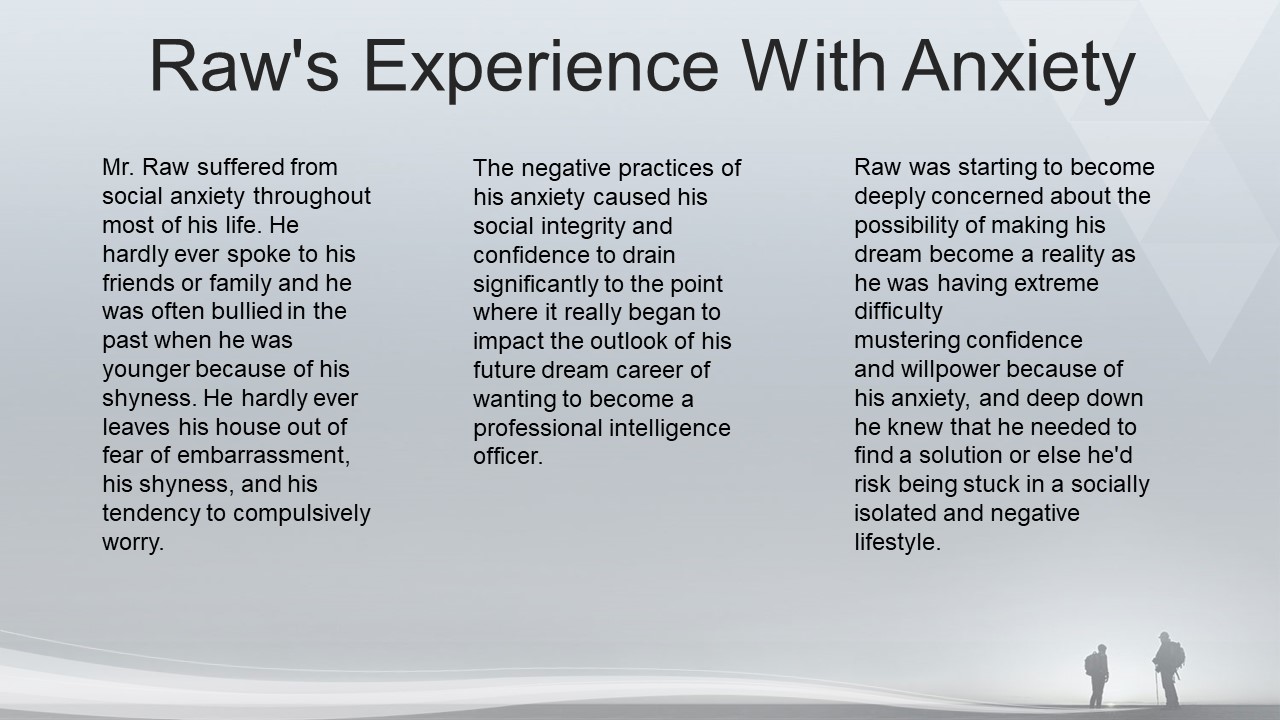 Raw's Experience With Anxiety
Mr. Raw suffered from
social anxiety throughout
most of his life. He
hardly ever spoke to his
friends or family and he
was often bullied in the
past when he was
younger because of his
shyness. He hardly ever
leaves his house out of
fear of embarrassment,
his shyness, and his
tendency to compulsively
worry.
The negative practices of
his anxiety caused his
social integrity and
confidence to drain
significantly to the point
where it really began to
impact the outlook of his
future dream career of
wanting to become a
professional intelligence
officer.
Raw was starting to become
deeply concerned about the
possibility of making his
dream become a reality as
he was having extreme
difficulty
mustering confidence
and willpower because of
his anxiety, and deep down
he knew that he needed to
find a solution or else he'd
risk being stuck in a socially
isolated and negative
lifestyle.